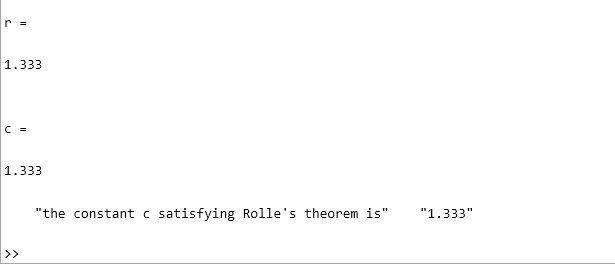 r =
1.333
c =
1.333
"the constant c satisfying Rolle's theorem is" "1.333"
>>